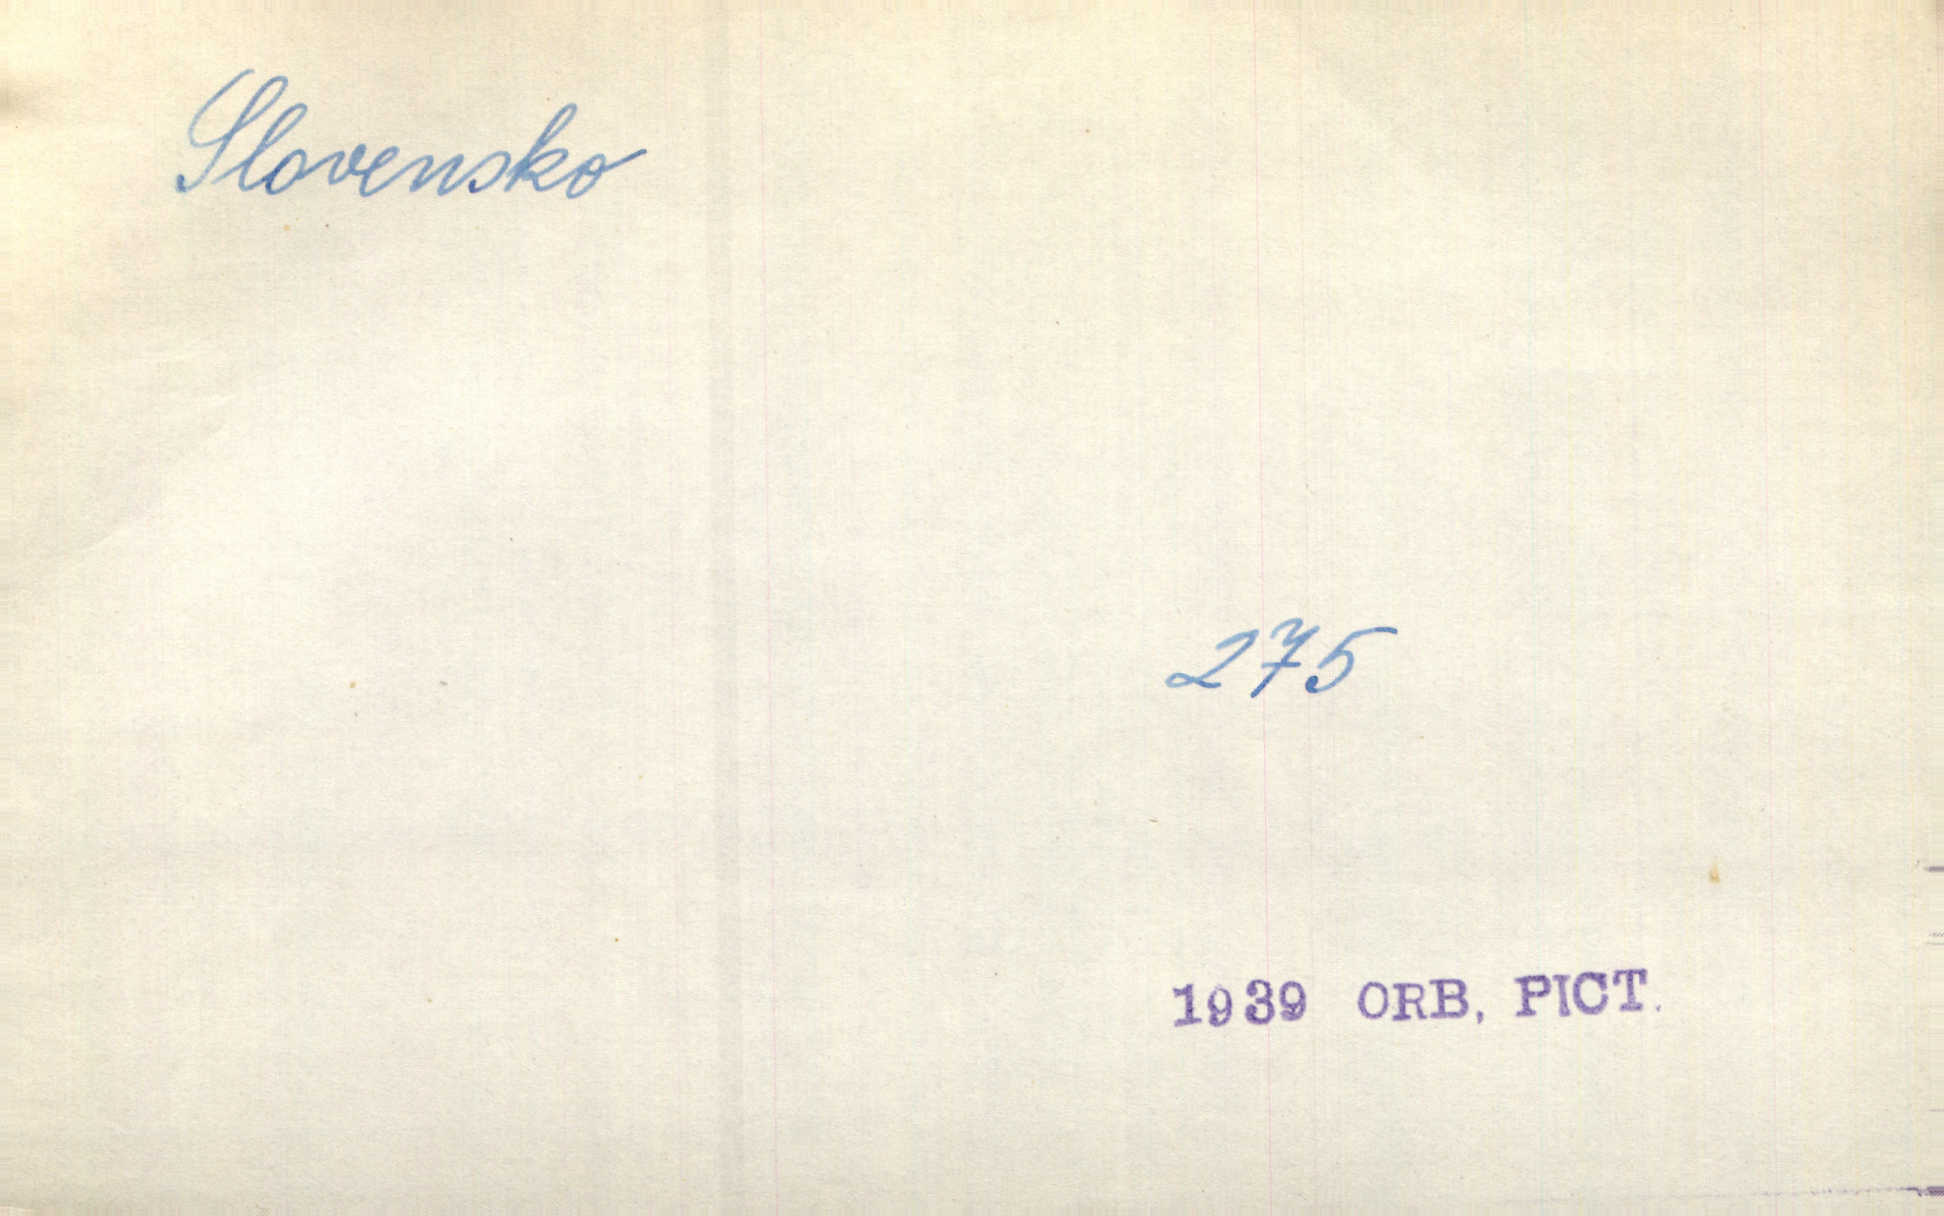 Slovensko
275
1939 ORB, PICT.